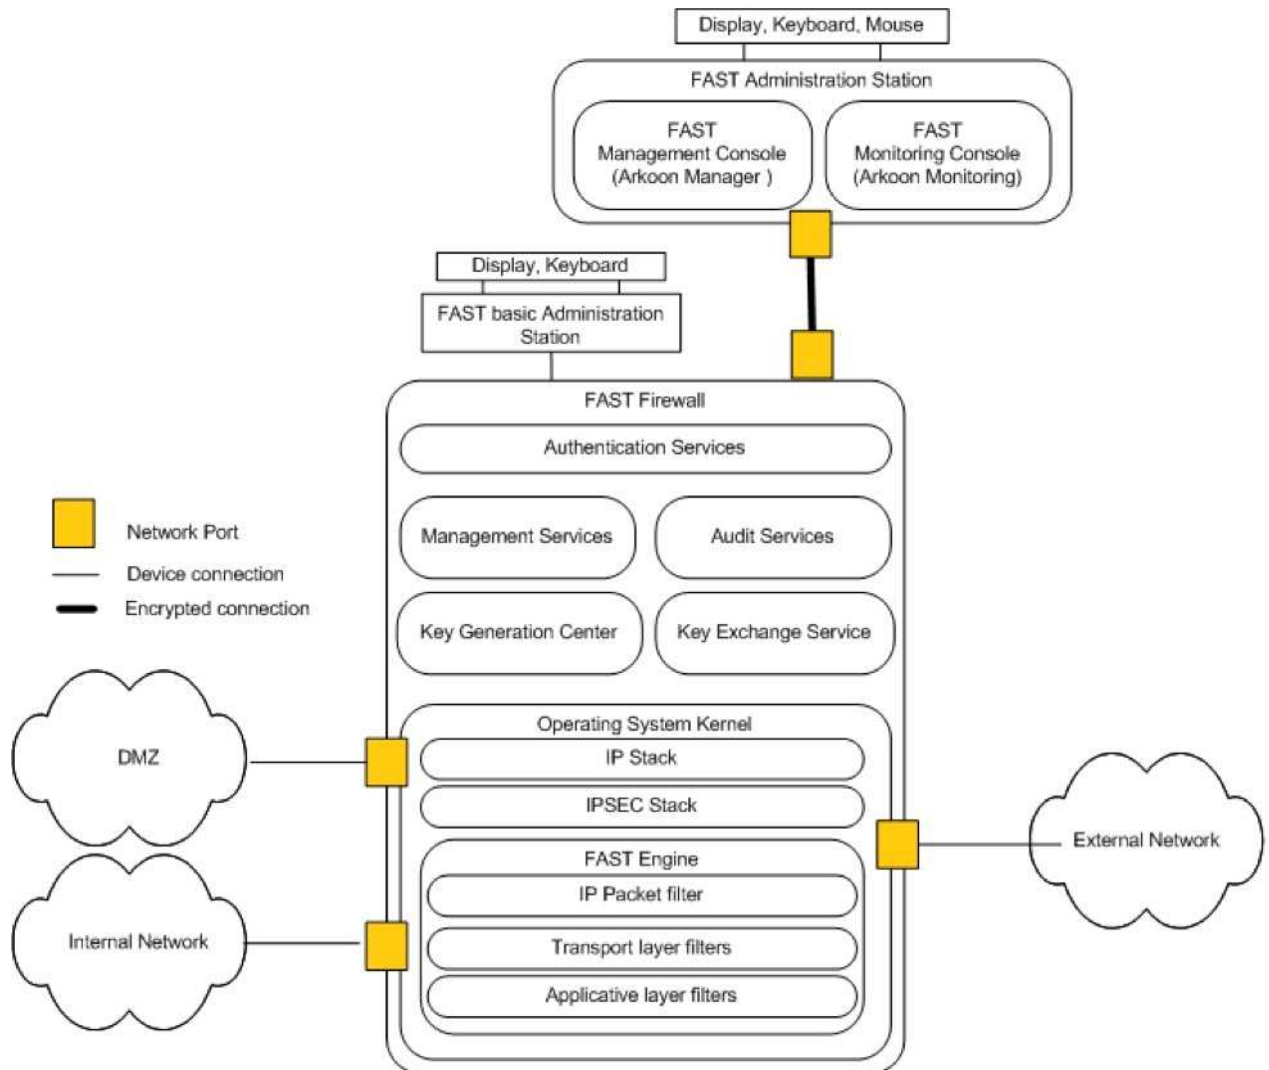 Display, Keyboard, Mouse
FAST Administration Station
FAST
Management Console
(Arkoon Manager )
FAST
Monitoring Console
(Arkoon Monitoring)
Display, Keyboard
FAST basic Administration
Station
FAST Firewall
Authentication Services
Management Services
Audit Services
Key Generation Center
Key Exchange Service
Network Port
Device connection
Encrypted connection
Operating System Kernel
IP Stack
IPSEC Stack
FAST Engine
IP Packet filter
Transport layer filters
Applicative layer filters
DMZ
Internal Network
External Network